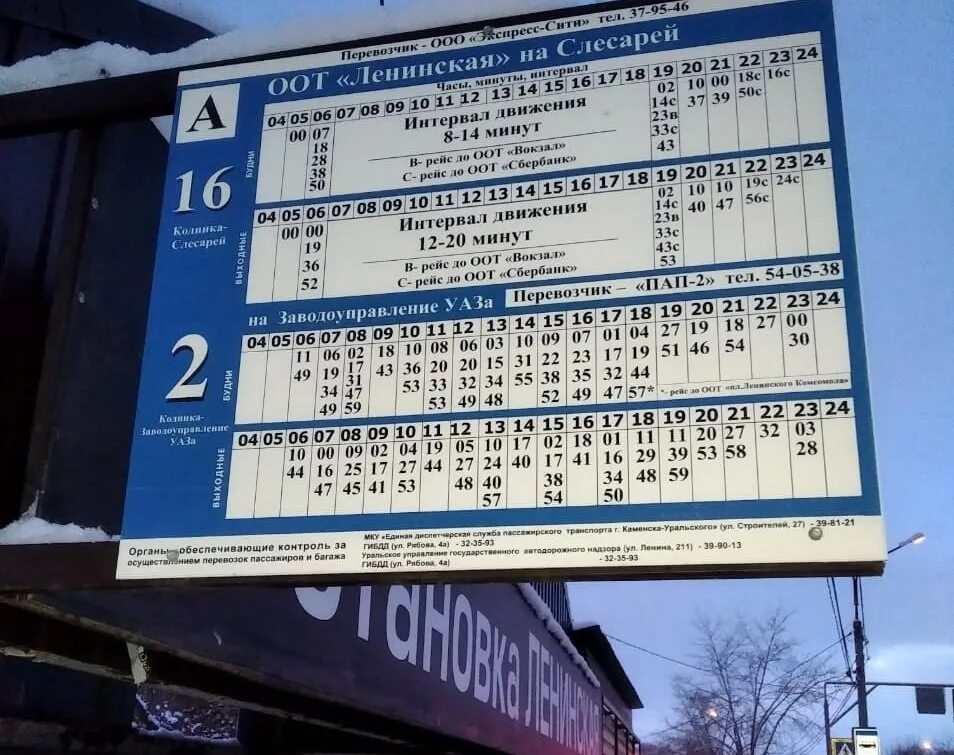 Перевозчик - ООО «Экспресс-Сити» тел. 37-95-46
ООТ «Ленинская» на Слесарей
Часы, минуты, интервал
А
16
Колинка-
Слесарей
БУДНИ
04 05 06 07 08 09 10 11 12 13 14 15 16 17 18 19 20 21 22 23 24
00 07 02 10 00 18с 16с
18 14с 37 39 50с
28 23в
38 33с
50 43
Интервал движения
8-14 минут
В- рейс до ООТ «Вокзал»
С- рейс до ООТ «Сбербанк»
ВЫХОДНЫЕ
04 05 06 07 08 09 10 11 12 13 14 15 16 17 18 19 20 21 22 23 24
00 00 02 10 10 19с 24с
19 14с 40 47 56с
36 23в
52 33с
43с
53
Интервал движения
12-20 минут
В- рейс до ООТ «Вокзал»
С- рейс до ООТ «Сбербанк»
на Заводоуправление УАЗа
Перевозчик – «ПАП-2» тел. 54-05-38
2
Колинка-
Заводоуправление
УАЗа
БУДНИ
04 05 06 07 08 09 10 11 12 13 14 15 16 17 18 19 20 21 22 23 24
11 06 02 18 10 08 06 03 10 09 07 01 04 27 19 18 27 00
49 19 17 43 36 20 20 15 31 22 23 17 19 51 46 54 30
34 31 53 33 32 34 55 38 35 32 44
49 47 53 49 48 52 49 47 57*
59
*- рейс до ООТ «пл.Ленинского Комсомола»
ВЫХОДНЫЕ
04 05 06 07 08 09 10 11 12 13 14 15 16 17 18 19 20 21 22 23 24
10 00 09 02 04 19 05 10 17 02 18 01 11 11 20 27 32 03
44 16 25 17 27 44 27 24 40 17 41 16 29 39 53 58 28
47 45 41 53 48 40 38 34 48 59
57 54 50
Органы, обеспечивающие контроль за
осуществлением перевозок пассажиров и багажа
МКУ «Единая диспетчерская служба пассажирского транспорта г. Каменска-Уральского» (ул. Строителей, 27) - 39-81-21
ГИБДД (ул. Рябова, 4а) - 32-35-93
Уральское управление государственного автодорожного надзора (ул. Ленина, 211) - 39-90-13
ГИБДД (ул. Рябова, 4а) - 32-35-93
становка ЛЕНИНСКАЯ